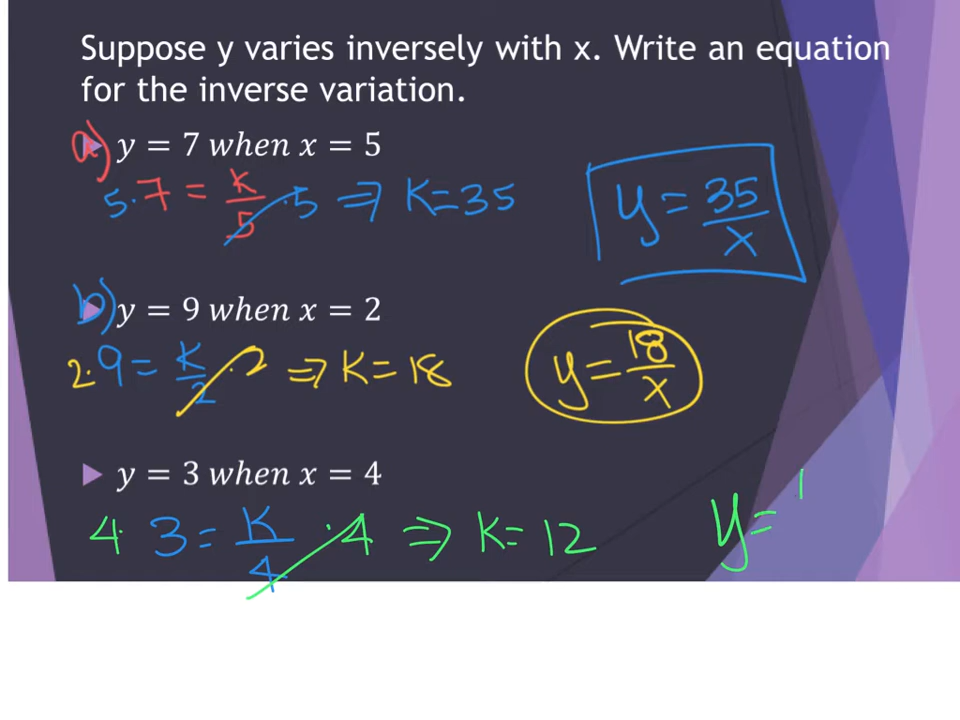 Suppose y varies inversely with x. Write an equation
for the inverse variation.
a) y = 7 when x = 5
5·7 = K/5 ·5 ⇒ K=35
y = 35/x
b) y = 9 when x = 2
2·9 = K/2 ·2 ⇒ K=18
y = 18/x
y = 3 when x = 4
4· 3 = K/4 ·4 ⇒ K= 12
y= 1